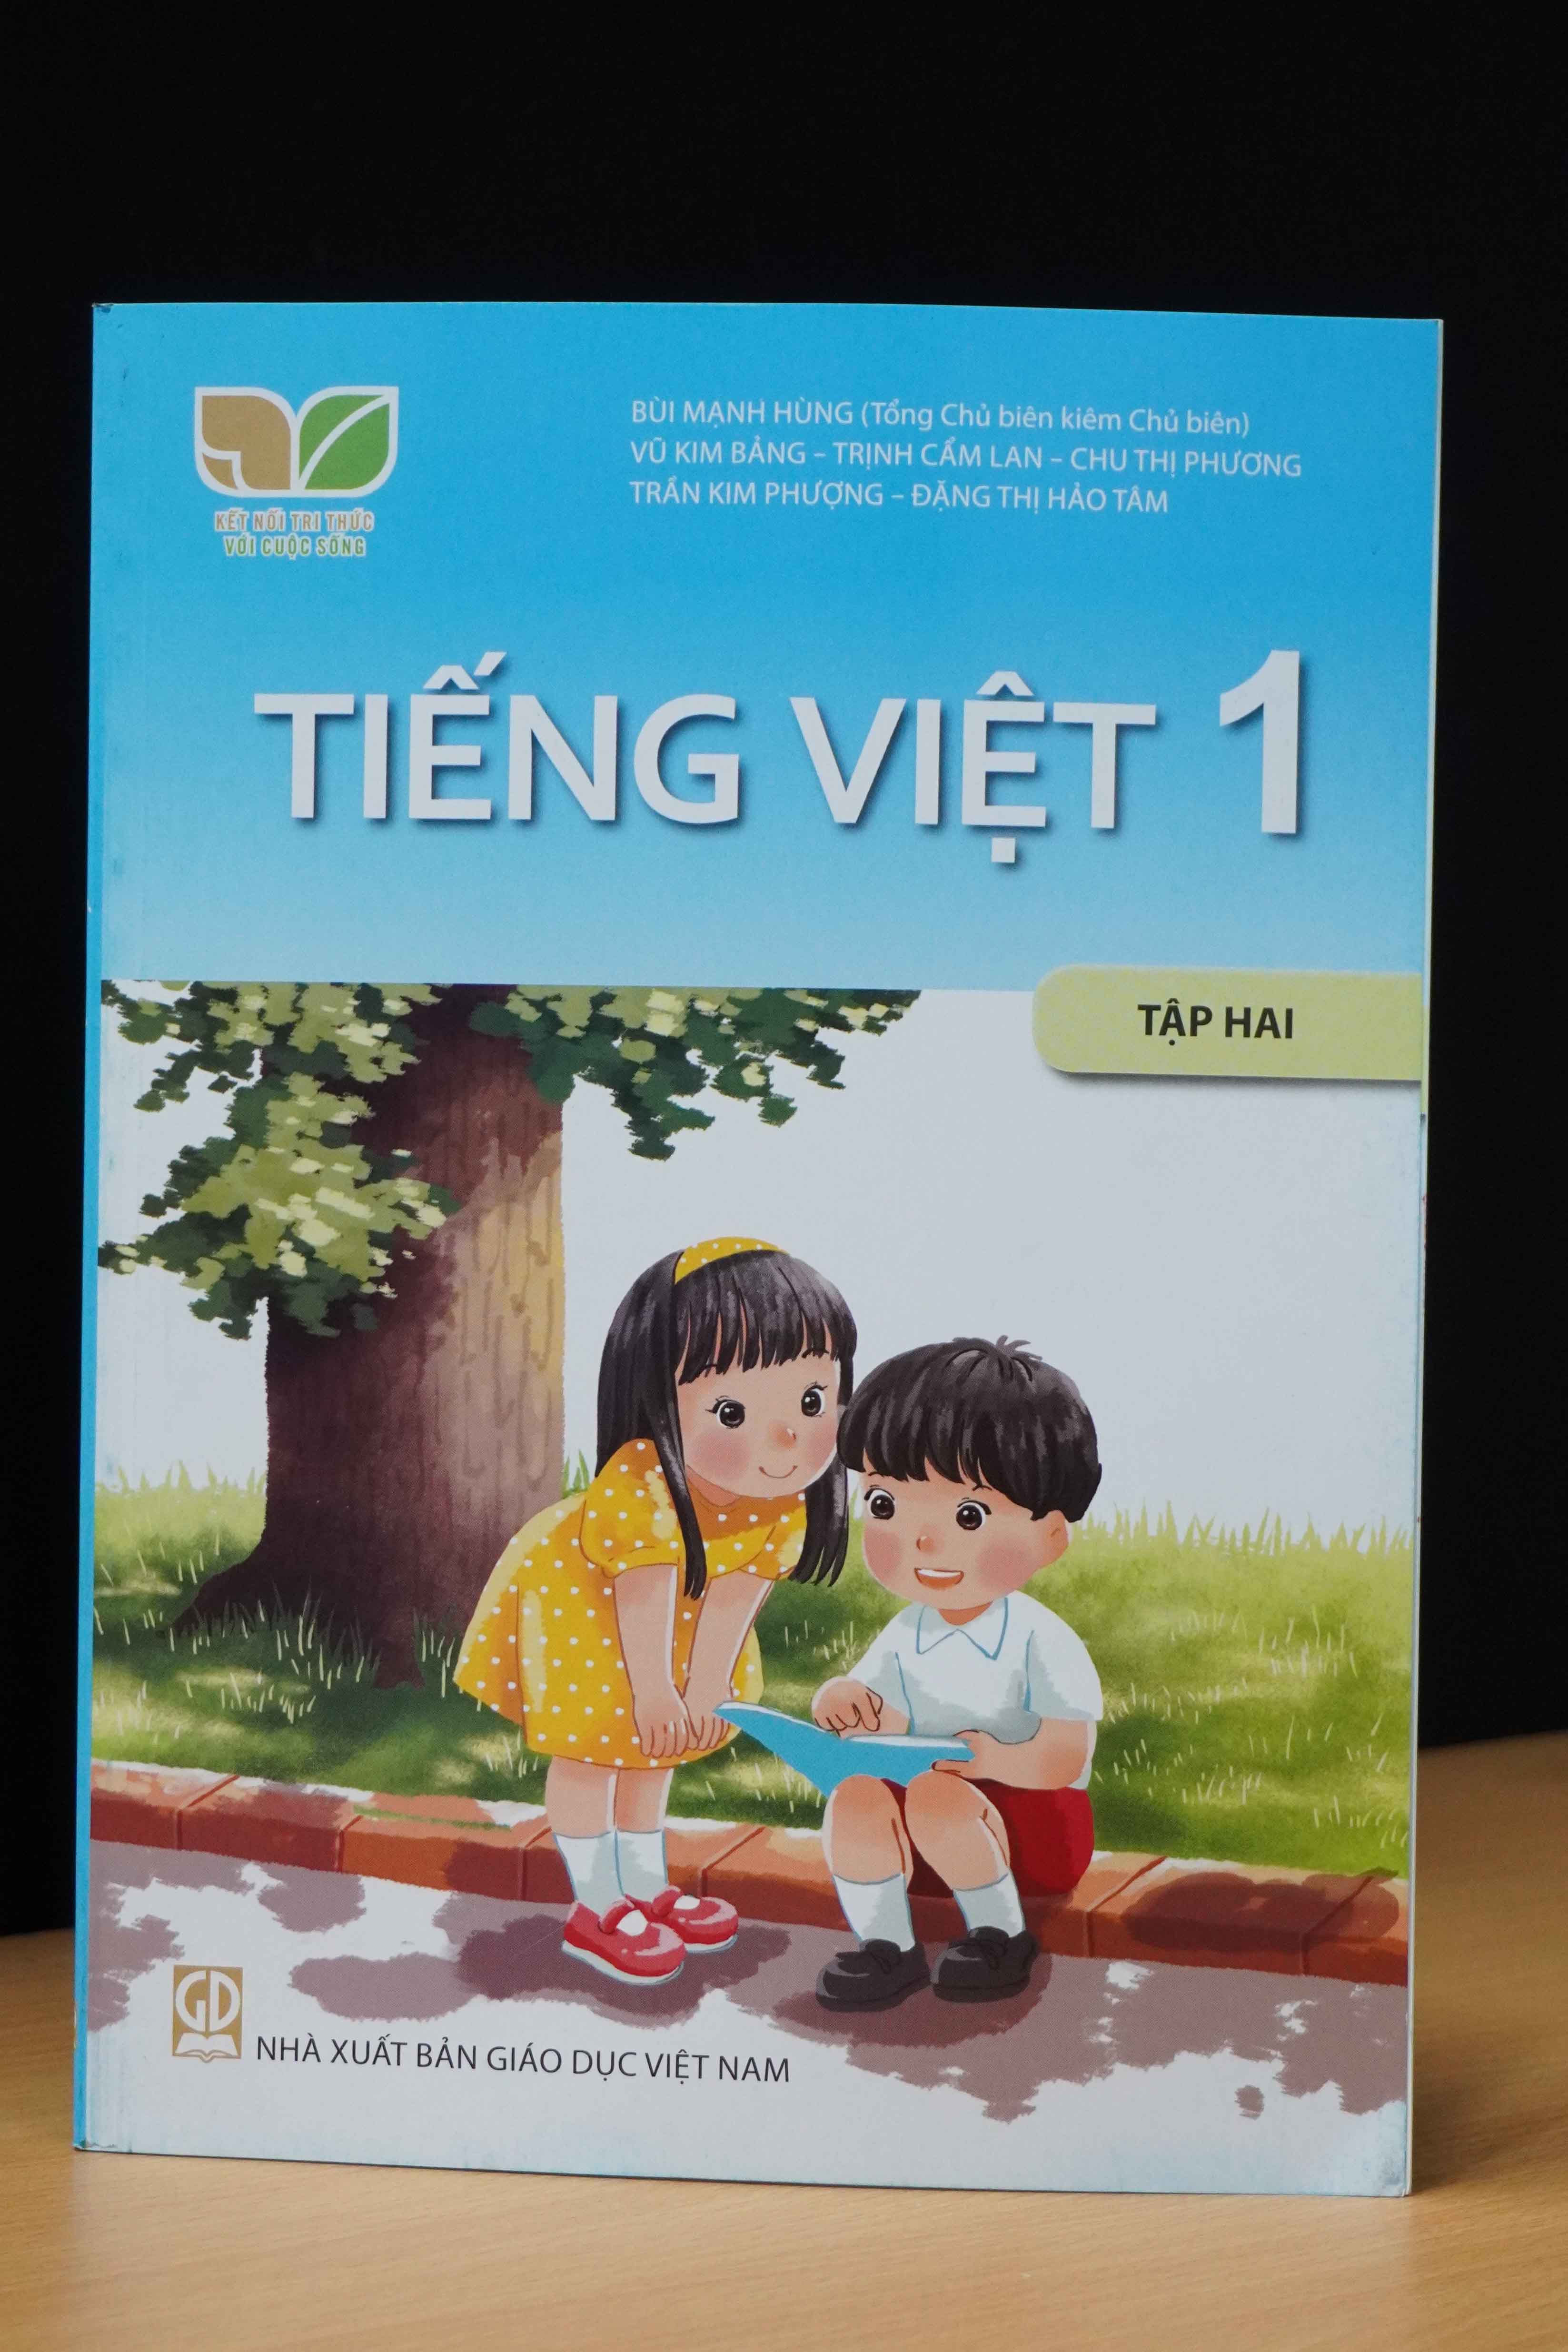 KẾT NỐI TRI THỨC
VỚI CUỘC SỐNG
BÙI MẠNH HÙNG (Tổng Chủ biên kiêm Chủ biên)
VŨ KIM BẢNG – TRỊNH CẨM LAN – CHU THỊ PHƯƠNG
TRẦN KIM PHƯỢNG – ĐẶNG THỊ HẢO TÂM
TIẾNG VIỆT 1
TẬP HAI
GD
NHÀ XUẤT BẢN GIÁO DỤC VIỆT NAM